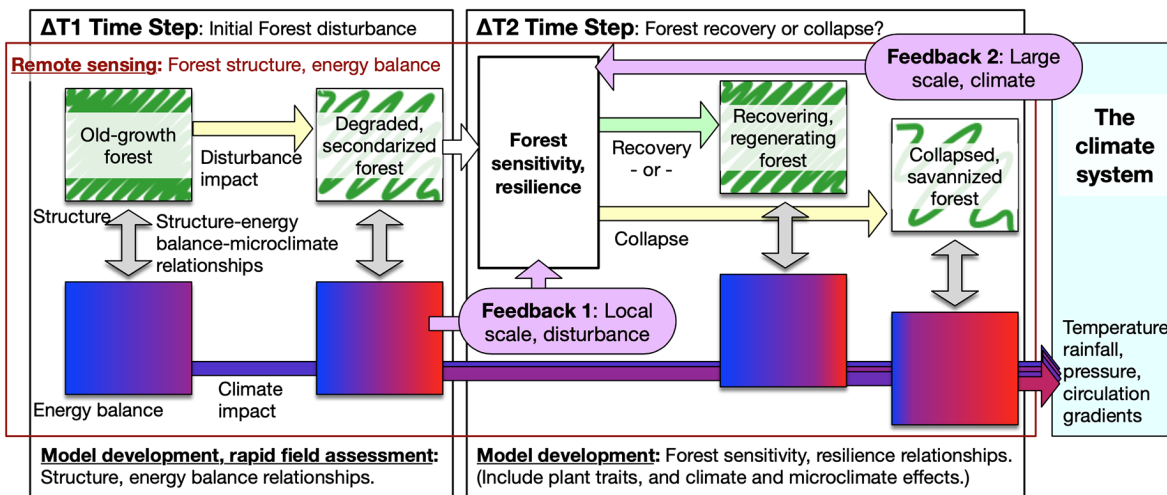 ΔT1 Time Step: Initial Forest disturbance
ΔT2 Time Step: Forest recovery or collapse?
Remote sensing: Forest structure, energy balance
Feedback 2: Large
scale, climate
Old-growth
forest
Disturbance
impact
Degraded,
secondarized
forest
Forest
sensitivity,
resilience
Recovery
- or -
Recovering,
regenerating
forest
Collapsed,
savannized
forest
Collapse
The
climate
system
Structure
Structure-energy
balance-microclimate
relationships
Feedback 1: Local
scale, disturbance
Energy balance
Climate
impact
Temperature,
rainfall,
pressure,
circulation
gradients
Model development, rapid field assessment:
Structure, energy balance relationships.
Model development: Forest sensitivity, resilience relationships.
(Include plant traits, and climate and microclimate effects.)